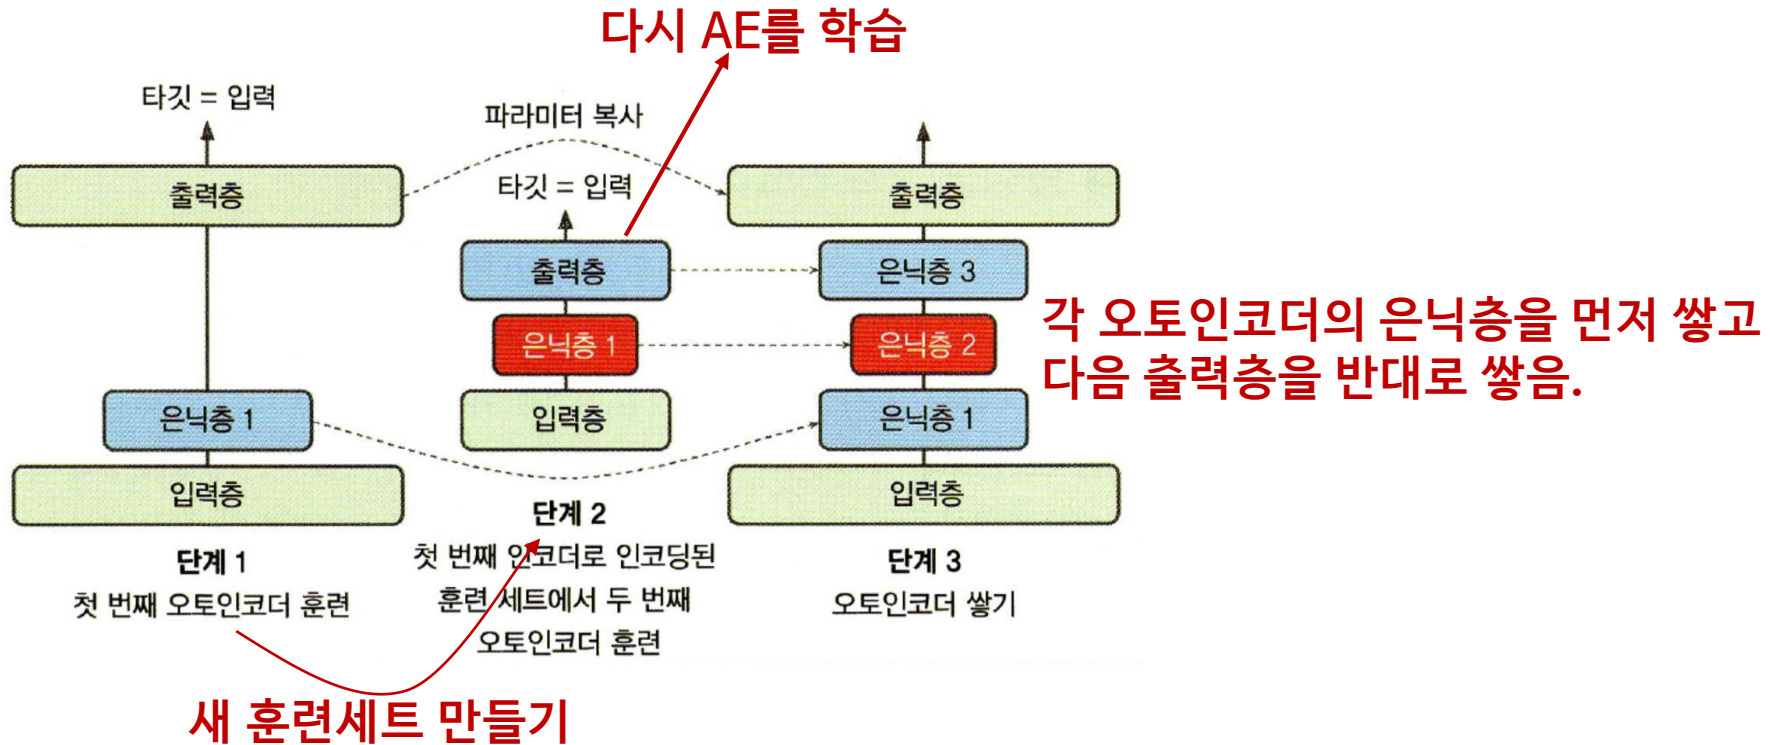 다시 AE를 학습
타깃 = 입력
파라미터 복사
타깃 = 입력
출력층
출력층
출력층
은닉층 3
은닉층 1
은닉층 2
은닉층 1
입력층
은닉층 1
입력층
입력층
각 오토인코더의 은닉층을 먼저 쌓고
다음 출력층을 반대로 쌓음.
단계 1
첫 번째 오토인코더 훈련
단계 2
첫 번째 인코더로 인코딩된
훈련 세트에서 두 번째
오토인코더 훈련
단계 3
오토인코더 쌓기
새 훈련세트 만들기